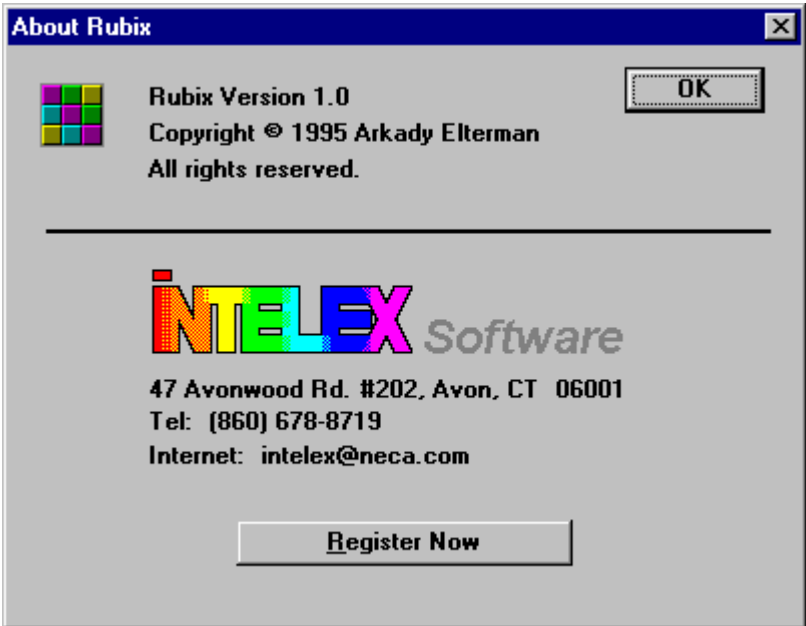 About Rubix
Rubix Version 1.0
OK
Copyright © 1995 Arkady Elterman
All rights reserved.
iNTELEX Software
47 Avonwood Rd. #202, Avon, CT  06001
Tel:  (860) 678-8719
Internet:  intelex@neca.com
Register Now